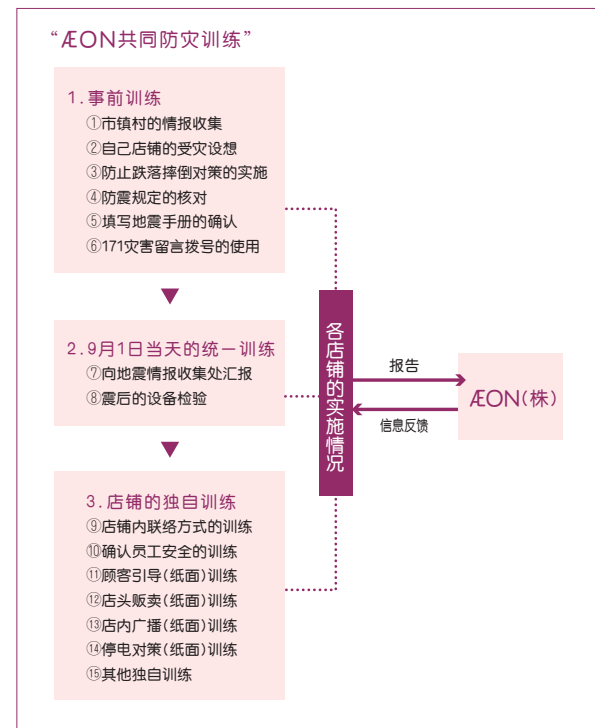 “ÆON共同防灾训练”
1.事前训练
①市镇村的情报收集
②自己店铺的受灾设想
③防止跌落摔倒对策的实施
④防震规定的核对
⑤填写地震手册的确认
⑥171灾害留言拨号的使用
2.9月1日当天的统一训练
⑦向地震情报收集处汇报
⑧震后的设备检验
3.店铺的独自训练
⑨店铺内联络方式的训练
⑩确认员工安全的训练
⑪顾客引导(纸面)训练
⑫店头贩卖(纸面)训练
⑬店内广播(纸面)训练
⑭停电对策(纸面)训练
⑮其他独自训练
各店铺的实施情况
报告
信息反馈
ÆON(株)